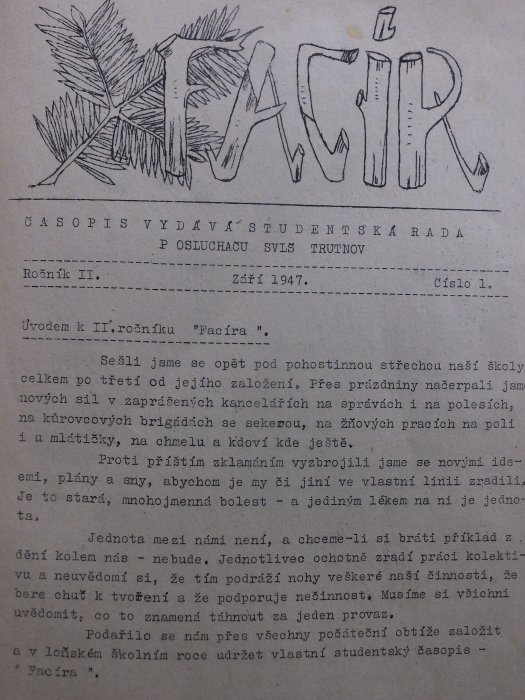 FACÍR
ČASOPIS VYDÁVÁ STUDENTSKÁ RADA
P OSLUCHAČŮ SVLŠ TRUTNOV
Ročník II. Září 1947. Číslo 1.
Úvodem k II. ročníku "Facíra ".
Sešli jsme se opět pod pohostinnou střechou naší školy
celkem po třetí od jejího založení. Přes prázdniny načerpali jsme
nových sil v zaprášených kancelářích na správách i na polesích,
na kůrovcových brigádách se sekerou, na žňových pracích na poli
i u mlátičky, na chmelu a kdoví kde ještě.
Proti příštím zklamáním vyzbrojili jsme se novými ide-
emi, plány a sny, abychom je my či jiní ve vlastní linii zradili.
Je to stará, mnohojmenná bolest - a jediným lékem na ni je jedno-
ta.
Jednota mezi námi není, a chceme-li si bráti příklad z
dění kolem nás - nebude. Jednotlivec ochotně zradí práci kolekti-
vu a neuvědomí si, že tím podráží nohy veškeré naší činnosti, že
bere chuť k tvoření a že podporuje nečinnost. Musíme si všichni
uvědomit, co to znamená táhnout za jeden provaz.
Podařilo se nám přes všechny počáteční obtíže založit
a v loňském školním roce udržet vlastní studentský časopis -
" Facíra ".